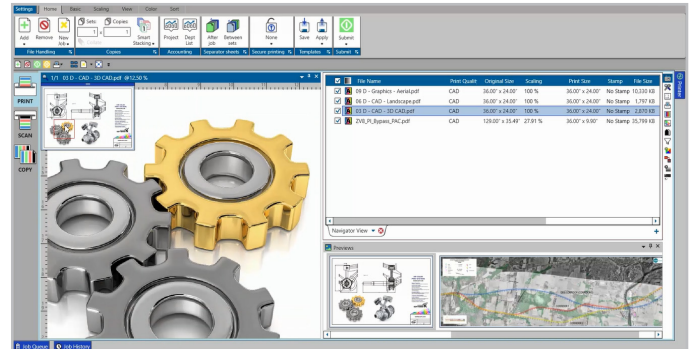 Settings Home Basic Scaling View Color Sort
Add Remove New Job
Sets Copies
1 x 1
Collate
Smart Stacking
Project Dept List
After job Between sets
None
Save Apply
Submit
File Handling Copies Accounting Separator sheets Secure printing Templates Submit
1/1 03 D - CAD - 3D CAD.pdf @12.50 %
PRINT
SCAN
COPY
File Name Print Qualit Original Size Scaling Print Size Stamp File Size
09 D - Graphics - Aerial.pdf CAD 36.00" x 24.00" 100 % 36.00" x 24.00" No Stamp 10,330 KB
06 D - CAD - Landscape.pdf CAD 36.00" x 24.00" 100 % 36.00" x 24.00" No Stamp 1,797 KB
03 D - CAD - 3D CAD.pdf CAD 36.00" x 24.00" 100 % 36.00" x 24.00" No Stamp 2,870 KB
ZV8_PI_Bypass_PAC.pdf CAD 129.00" x 35.49" 27.91 % 36.00" x 9.90" No Stamp 35,799 KB
Roster
Navigator View
Previews
Job Queue Job History